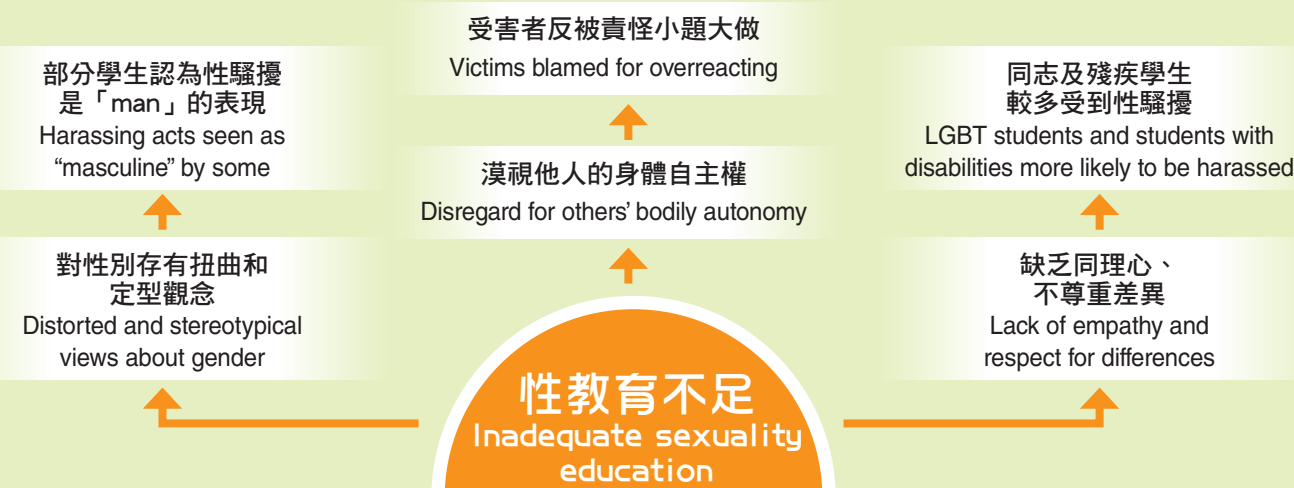 部分學生認為性騷擾
是「man」的表現
Harassing acts seen as
“masculine” by some
對性別存有扭曲和
定型觀念
Distorted and stereotypical
views about gender
受害者反被責怪小題大做
Victims blamed for overreacting
漠視他人的身體自主權
Disregard for others’ bodily autonomy
同志及殘疾學生
較多受到性騷擾
LGBT students and students with
disabilities more likely to be harassed
缺乏同理心、
不尊重差異
Lack of empathy and
respect for differences
性教育不足
Inadequate sexuality
education